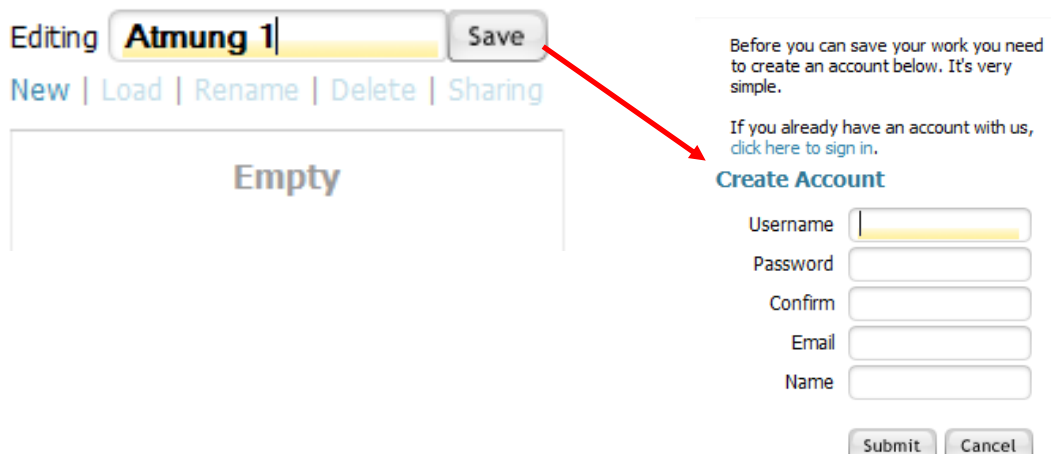 Editing Atmung 1 Save
New | Load | Rename | Delete | Sharing
Empty
Before you can save your work you need
to create an account below. It's very
simple.
If you already have an account with us,
click here to sign in.
Create Account
Username
Password
Confirm
Email
Name
Submit Cancel